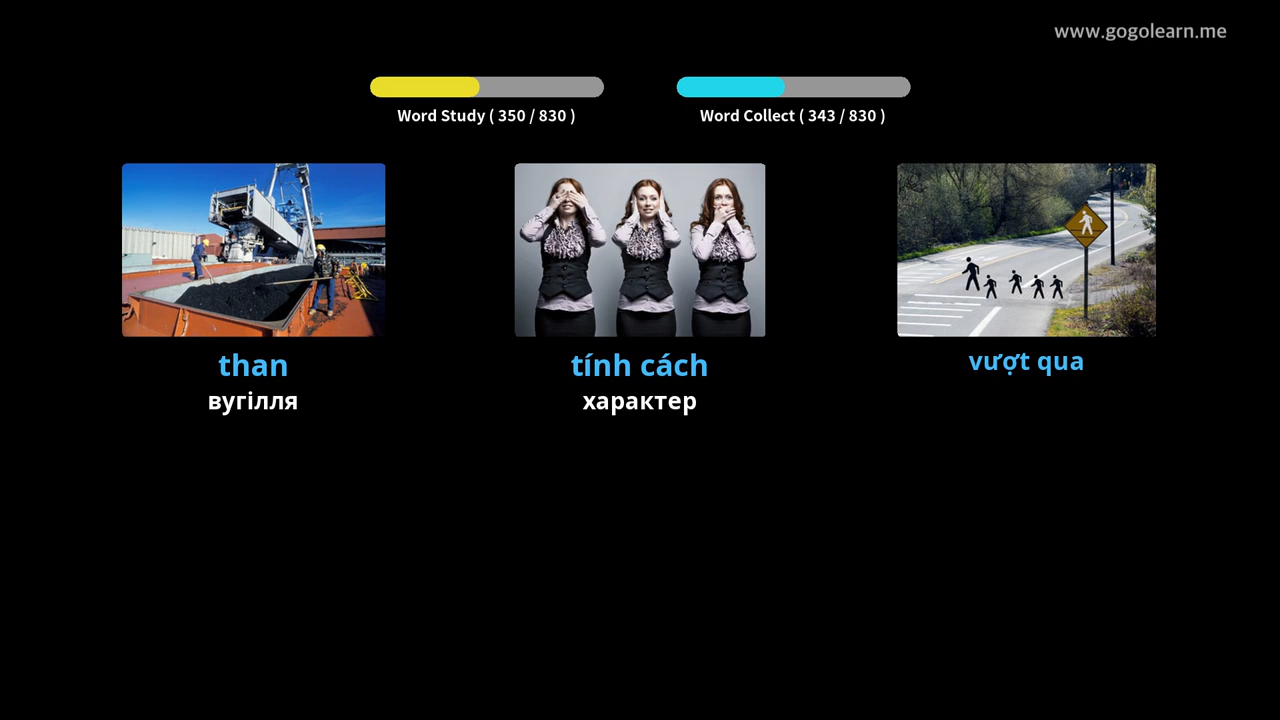 www.gogolearn.me
Word Study ( 350 / 830 )
Word Collect ( 343 / 830 )
than
вугілля
tính cách
характер
vượt qua